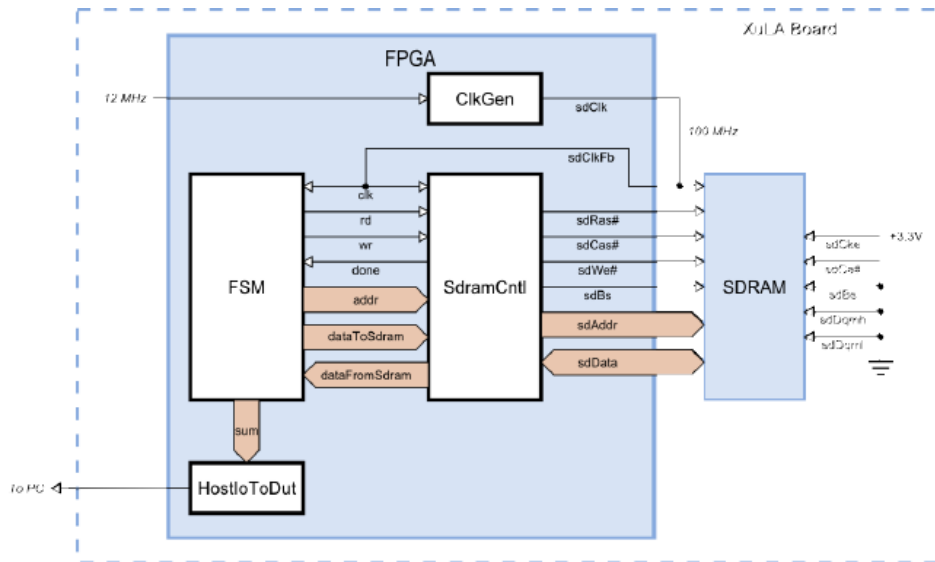 XuLA Board
FPGA
12 MHz
ClkGen
sdClk
100 MHz
sdClkFb
clk
rd
wr
done
addr
dataToSdram
dataFromSdram
FSM
SdramCntl
sdRas#
sdCas#
sdWe#
sdBs
sdAddr
sdData
SDRAM
+3.3V
sdCke
sdBs
sdDqmh
sdDqml
sum
HostIoToDut
To PC